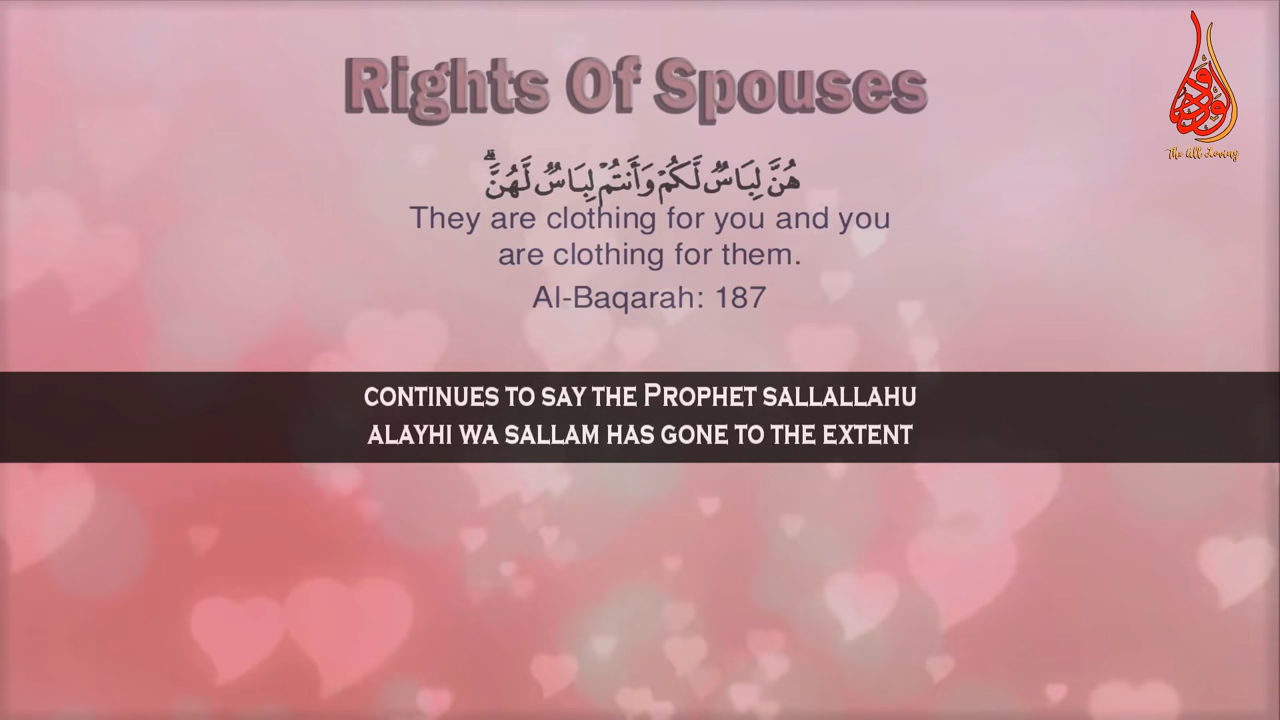 Rights Of Spouses
هُنَّ لِبَاسٌ لَّكُمْ وَأَنتُمْ لِبَاسٌ لَّهُنَّ ۗ
They are clothing for you and you
are clothing for them.
Al-Baqarah: 187
CONTINUES TO SAY THE PROPHET SALLALLAHU
ALAYHI WA SALLAM HAS GONE TO THE EXTENT
الودود
The All Loving